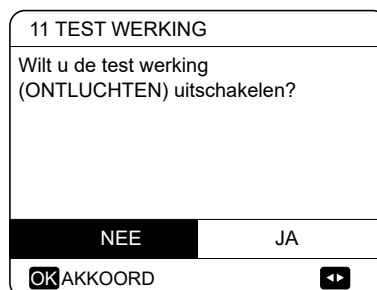 11 TEST WERKING
Wilt u de test werking
(ONTLUCHTEN) uitschakelen?
NEE JA
OK AKKOORD